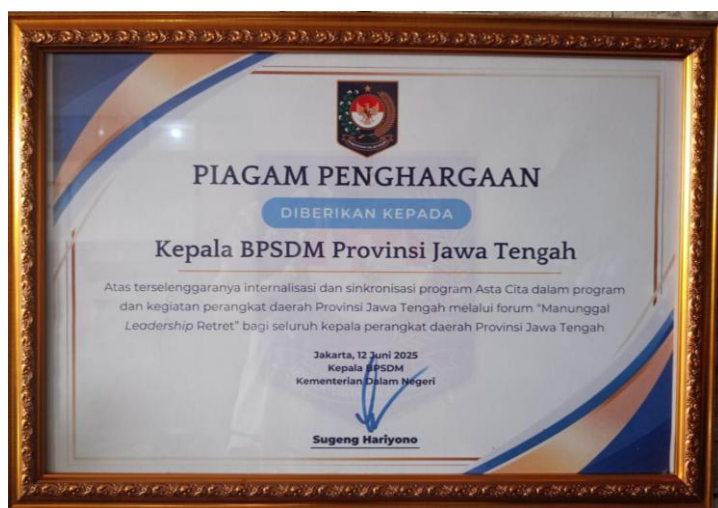 PIAGAM PENGHARGAAN
DIBERIKAN KEPADA
Kepala BPSDM Provinsi Jawa Tengah
Atas terselenggaranya internalisasi dan sinkronisasi program Asta Cita dalam program
dan kegiatan perangkat daerah Provinsi Jawa Tengah melalui forum “Manunggal
Leadership Retret” bagi seluruh kepala perangkat daerah Provinsi Jawa Tengah
Jakarta, 12 Juni 2025
Kepala BPSDM
Kementerian Dalam Negeri
Sugeng Hariyono